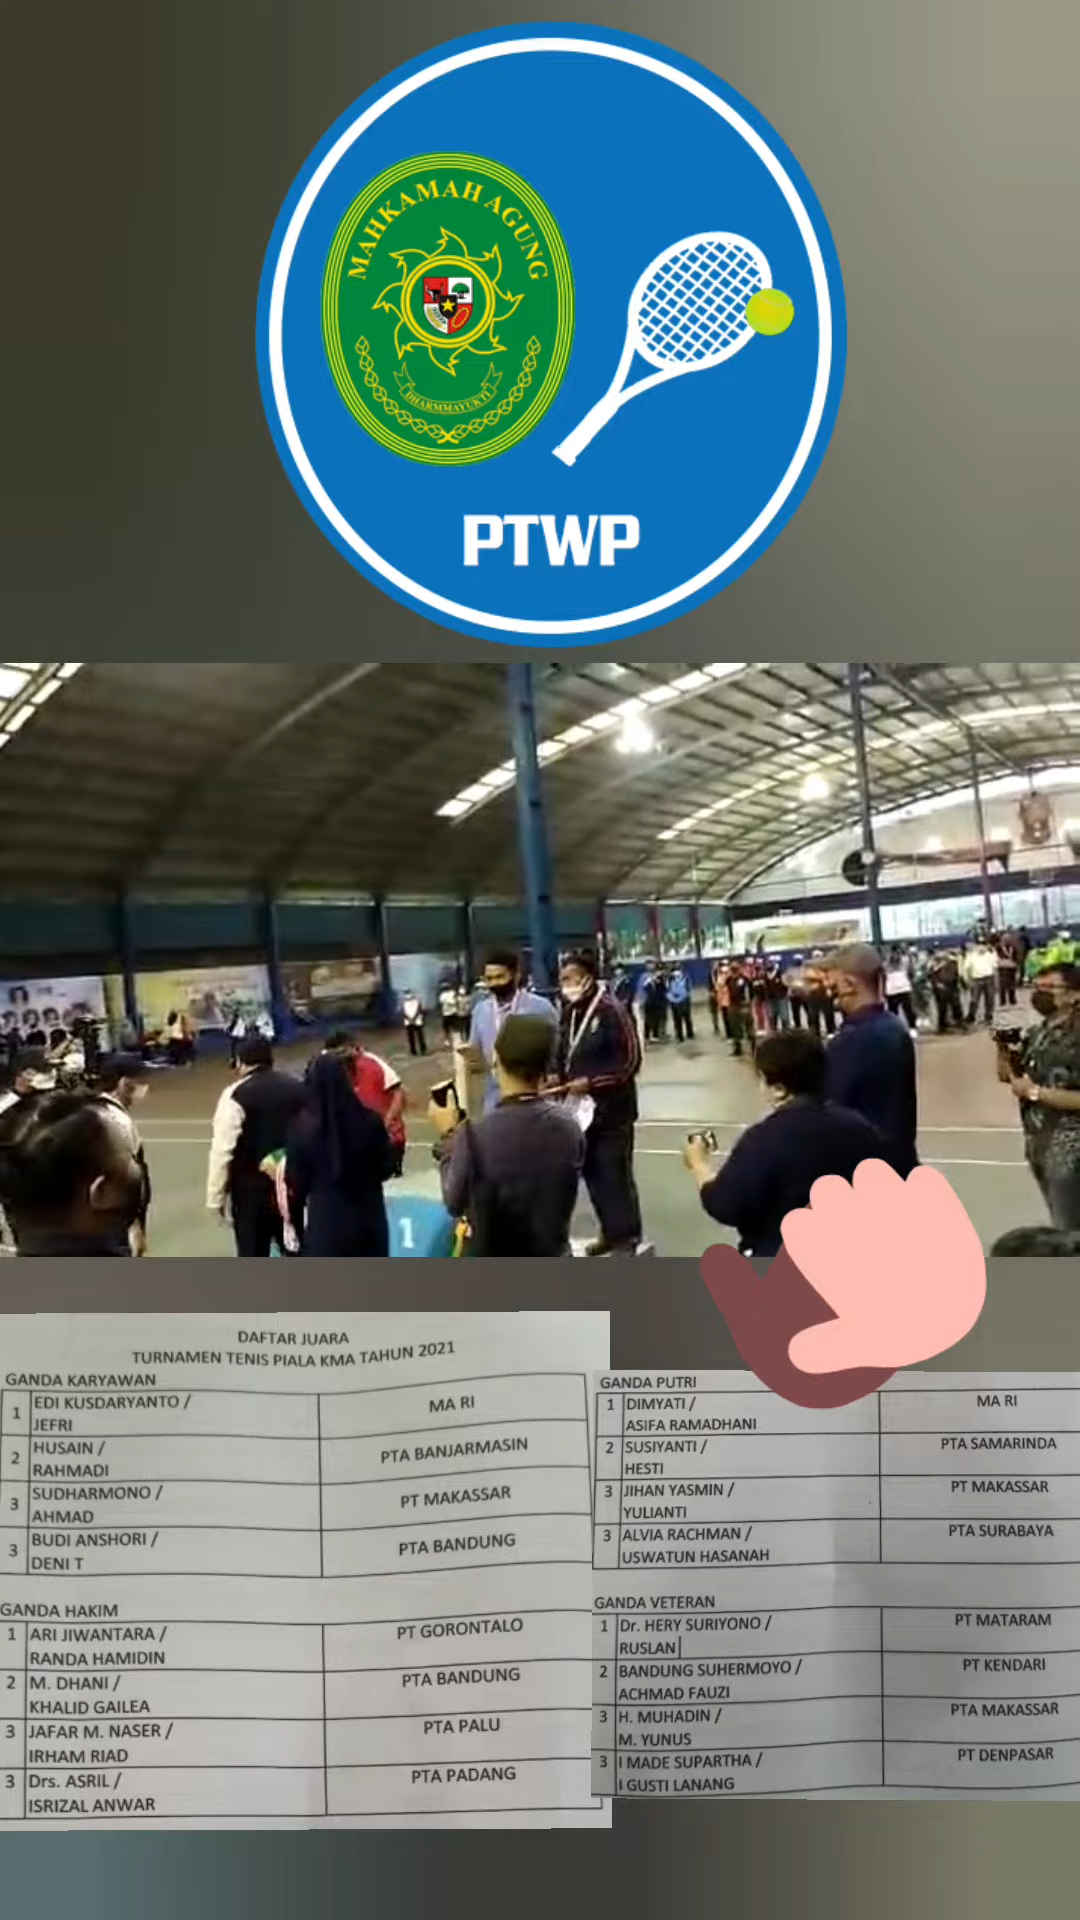 MAHKAMAH AGUNG
DHARMMAYUKTI
PTWP
1
DAFTAR JUARA
TURNAMEN TENIS PIALA KMA TAHUN 2021
GANDA KARYAWAN
1 EDI KUSDARYANTO / MA RI
JEFRI
2 HUSAIN / PTA BANJARMASIN
RAHMADI
3 SUDHARMONO / PT MAKASSAR
AHMAD
3 BUDI ANSHORI / PTA BANDUNG
DENI T
GANDA HAKIM
1 ARI JIWANTARA / PT GORONTALO
RANDA HAMIDIN
2 M. DHANI / PTA BANDUNG
KHALID GAILEA
3 JAFAR M. NASER / PTA PALU
IRHAM RIAD
3 Drs. ASRIL / PTA PADANG
ISRIZAL ANWAR
GANDA PUTRI
1 DIMYATI / MA RI
ASIFA RAMADHANI
2 SUSIYANTI / PTA SAMARINDA
HESTI
3 JIHAN YASMIN / PT MAKASSAR
YULIANTI
3 ALVIA RACHMAN / PTA SURABAYA
USWATUN HASANAH
GANDA VETERAN
1 Dr. HERY SURIYONO / PT MATARAM
RUSLAN
2 BANDUNG SUHERMOYO / PT KENDARI
ACHMAD FAUZI
3 H. MUHADIN / PTA MAKASSAR
M. YUNUS
3 I MADE SUPARTHA / PT DENPASAR
I GUSTI LANANG